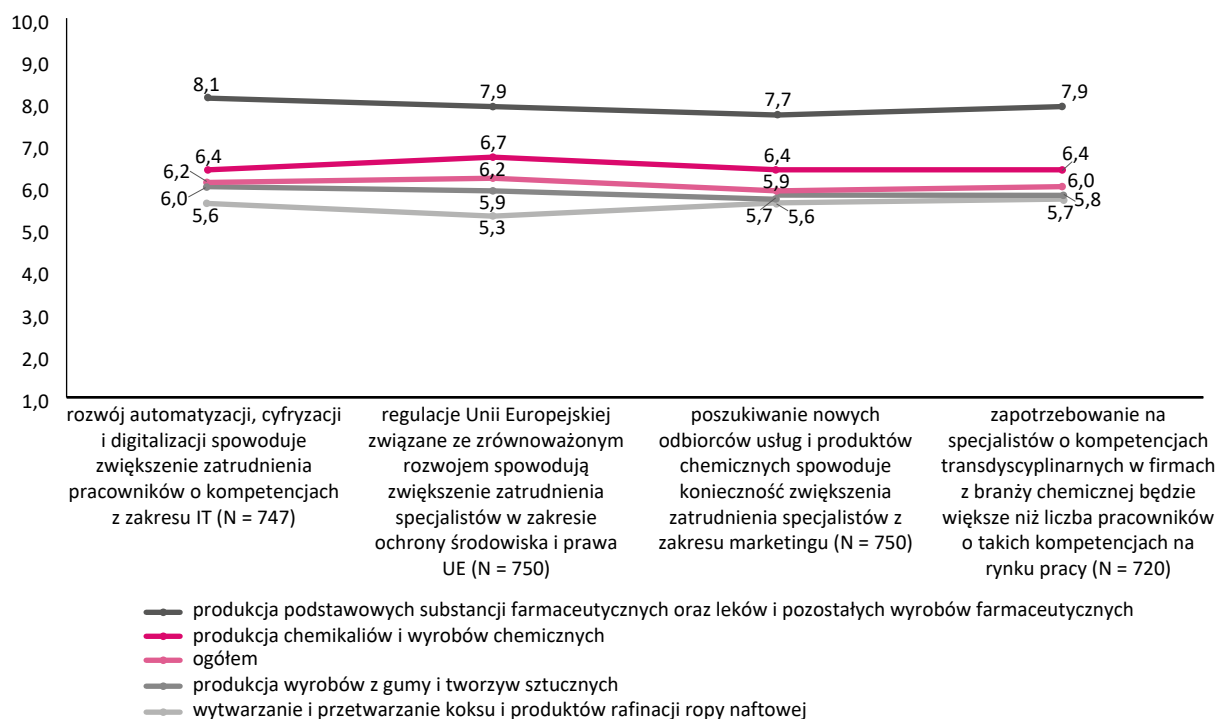 10,0
9,0
8,0
7,0
6,0
5,0
4,0
3,0
2,0
1,0
8,1
7,9
7,7
7,9
6,4
6,7
6,4
6,4
6,2
6,2
5,9
6,0
6,0
5,9
5,7
5,8
5,6
5,3
5,6
5,7
rozwój automatyzacji, cyfryzacji
i digitalizacji spowoduje
zwiększenie zatrudnienia
pracowników o kompetencjach
z zakresu IT (N = 747)
regulacje Unii Europejskiej
związane ze zrównoważonym
rozwojem spowodują
zwiększenie zatrudnienia
specjalistów w zakresie
ochrony środowiska i prawa
UE (N = 750)
poszukiwanie nowych
odbiorców usług i produktów
chemicznych spowoduje
konieczność zwiększenia
zatrudnienia specjalistów z
zakresu marketingu (N = 750)
zapotrzebowanie na
specjalistów o kompetencjach
transdyscyplinarnych w firmach
z branży chemicznej będzie
większe niż liczba pracowników
o takich kompetencjach na
rynku pracy (N = 720)
produkcja podstawowych substancji farmaceutycznych oraz leków i pozostałych wyrobów farmaceutycznych
produkcja chemikaliów i wyrobów chemicznych
ogółem
produkcja wyrobów z gumy i tworzyw sztucznych
wytwarzanie i przetwarzanie koksu i produktów rafinacji ropy naftowej